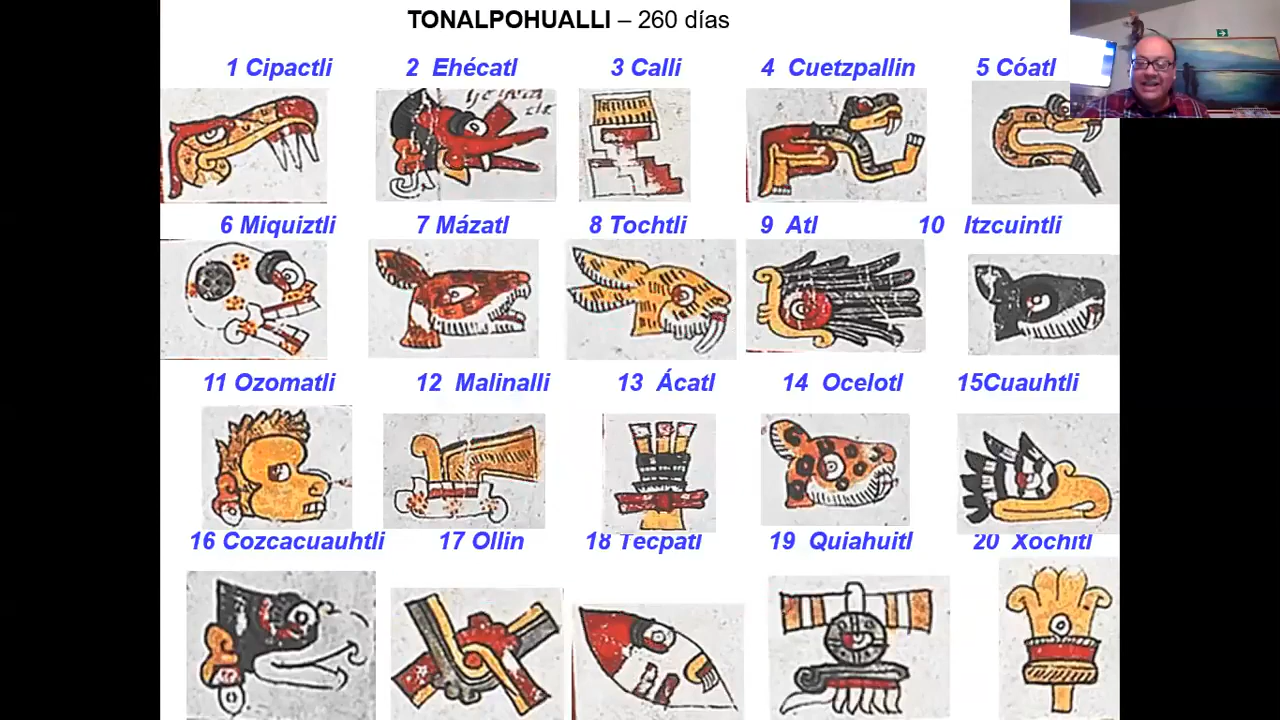 TONALPOHUALLI – 260 días
1 Cipactli 2 Ehécatl 3 Calli 4 Cuetzpallin 5 Cóatl
6 Miquiztli 7 Mázatl 8 Tochtli 9 Atl 10 Itzcuintli
11 Ozomatli 12 Malinalli 13 Ácatl 14 Ocelotl 15Cuauhtli
16 Cozcacuauhtli 17 Ollin 18 Tecpatl 19 Quiahuitl 20 Xochitl